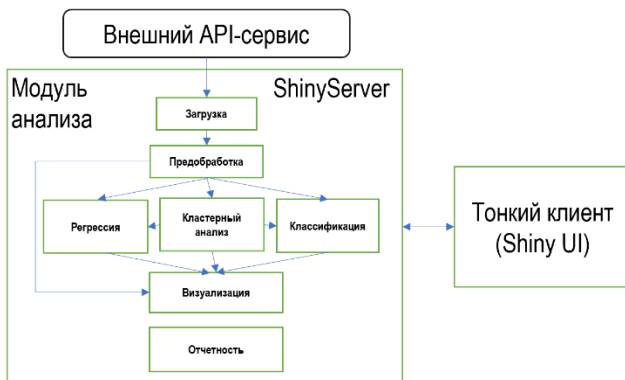 Внешний API-сервис
Модуль
анализа
ShinyServer
Загрузка
Предобработка
Регрессия
Кластерный
анализ
Классификация
Визуализация
Отчетность
Тонкий клиент
(Shiny UI)